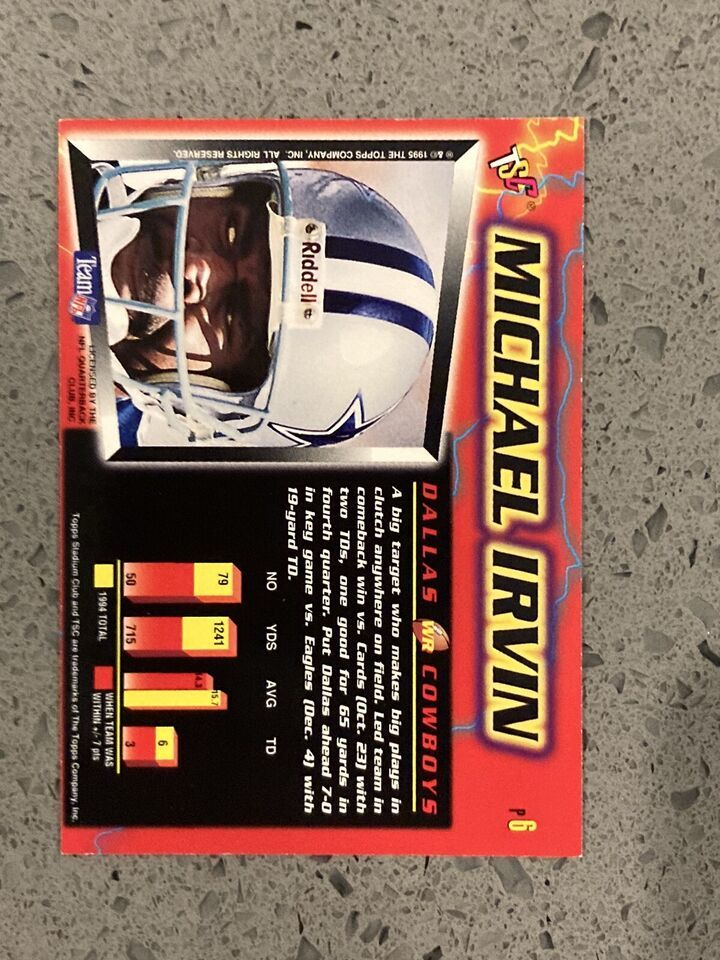 TSC®
MICHAEL IRVIN
P 6
® & © 1995 THE TOPPS COMPANY, INC. ALL RIGHTS RESERVED.
Riddell
Team NFL
LICENSED BY THE
NFL QUARTERBACK
CLUB, INC.
DALLAS WR COWBOYS
A big target who makes big plays in
clutch anywhere on field. Led team in
comeback win vs. Cards (Oct. 23) with
two TDs, one good for 65 yards in
fourth quarter. Put Dallas ahead 7-0
in key game vs. Eagles (Dec. 4) with
19-yard TD.
NO YDS AVG TD
79 1241 15.7 6
50 715 14.3 3
1994 TOTAL
WHEN TEAM WAS
WITHIN +/- 7 pts
Topps Stadium Club and TSC are trademarks of The Topps Company, Inc.